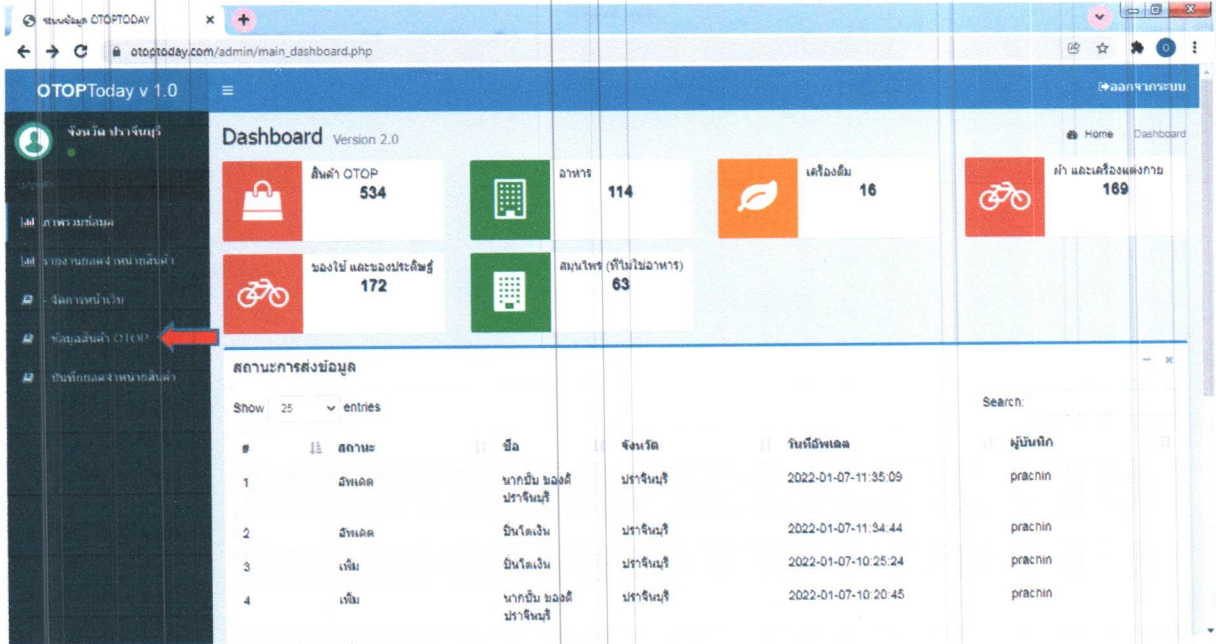 ระบบข้อมูล OTOPTODAY
otoptoday.com/admin/main_dashboard.php
OTOPToday v 1.0
ออกจากระบบ
จังหวัด ปราจีนบุรี
Dashboard Version 2.0
Home Dashboard
สินค้า OTOP
534
อาหาร
114
เครื่องดื่ม
16
ผ้า และเครื่องแต่งกาย
169
ของใช้ และของประดิษฐ์
172
สมุนไพร (ที่ไม่ใช่อาหาร)
63
ภาพรวมข้อมูล
รายงานยอดจำหน่ายสินค้า
- จัดการหน้าเว็บ
ข้อมูลสินค้า OTOP
บันทึกยอดจำหน่ายสินค้า
สถานะการส่งข้อมูล
Show 25 entries
Search:
# สถานะ ชื่อ จังหวัด วันที่อัพเดต ผู้บันทึก
1 อัพเดต นากปั้น ของดี ปราจีนบุรี 2022-01-07-11:35:09 prachin
ปราจีนบุรี
2 อัพเดต ปิ่นโตเงิน ปราจีนบุรี 2022-01-07-11:34:44 prachin
3 เพิ่ม ปิ่นโตเงิน ปราจีนบุรี 2022-01-07-10:25:24 prachin
4 เพิ่ม นากปั้น ของดี ปราจีนบุรี 2022-01-07-10:20:45 prachin
ปราจีนบุรี